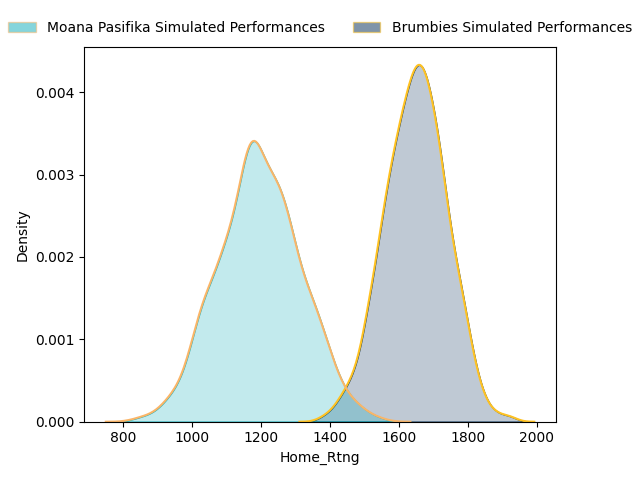 Moana Pasifika Simulated Performances Brumbies Simulated Performances
0.004
0.003
0.002
0.001
0.000
Density
800 1000 1200 1400 1600 1800 2000
Home_Rtng